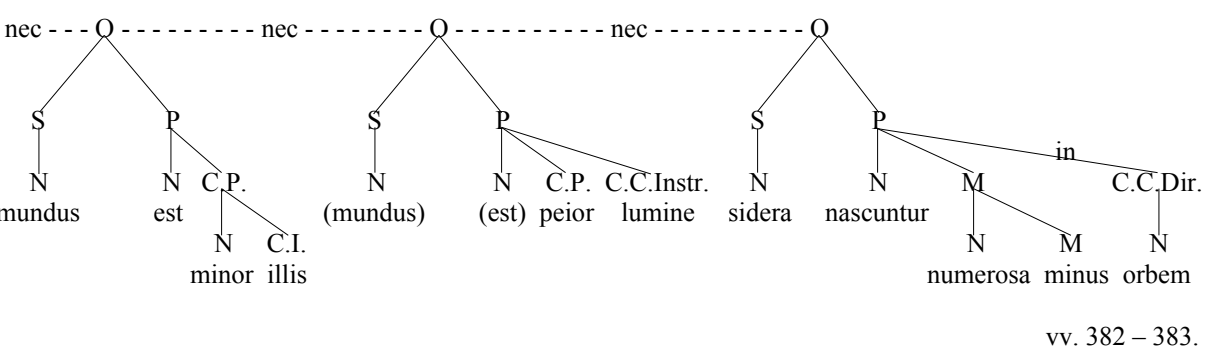 nec - - - O - - - - - - - - - nec - - - - - - - - O - - - - - - - - - - nec - - - - - - - - - - O
S P S P S P
in
N N C.P. N N C.P. C.C.Instr. N N M C.C.Dir.
mundus est (mundus) (est) peior lumine sidera nascuntur
N C.I. N M N
minor illis numerosa minus orbem
vv. 382 – 383.